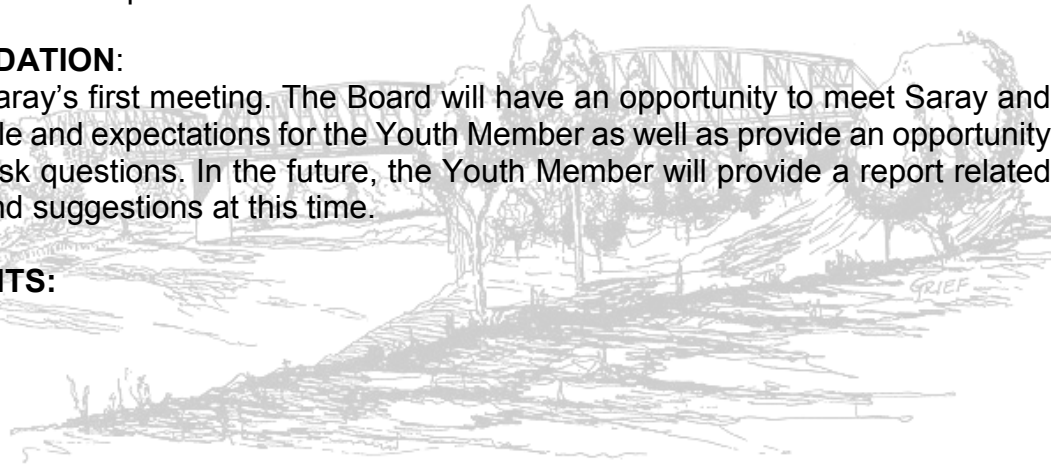 DATION:
aray's first meeting. The Board will have an opportunity to meet Saray and
le and expectations for the Youth Member as well as provide an opportunity
sk questions. In the future, the Youth Member will provide a report related
nd suggestions at this time.
ITS:
GRIEF